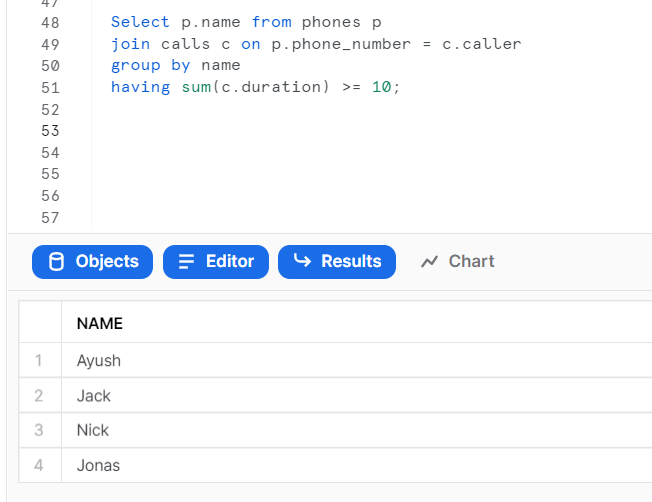 47
48 Select p.name from phones p
49 join calls c on p.phone_number = c.caller
50 group by name
51 having sum(c.duration) >= 10;
52
53
54
55
56
57
Objects Editor Results Chart
NAME
1 Ayush
2 Jack
3 Nick
4 Jonas